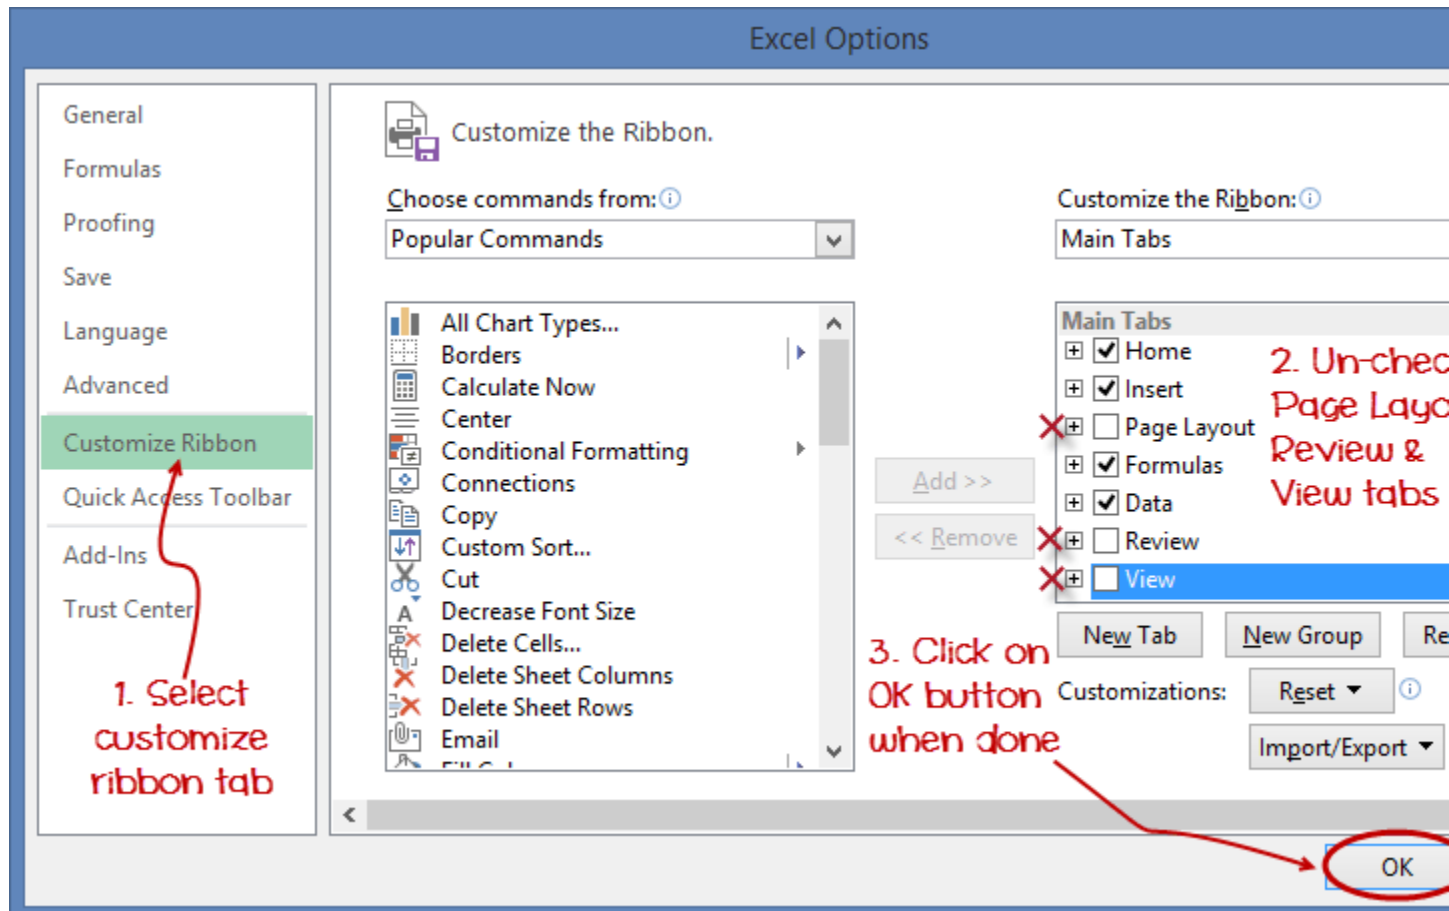 Excel Options
General
Formulas
Proofing
Save
Language
Advanced
Customize Ribbon
Quick Access Toolbar
Add-Ins
Trust Center
1. Select
customize
ribbon tab
Customize the Ribbon.
Choose commands from:
Popular Commands
All Chart Types...
Borders
Calculate Now
Center
Conditional Formatting
Connections
Copy
Custom Sort...
Cut
Decrease Font Size
Delete Cells...
Delete Sheet Columns
Delete Sheet Rows
Email
Add >>
<< Remove
Customize the Ribbon:
Main Tabs
Main Tabs
Home
Insert
Page Layout
Formulas
Data
Review
View
2. Un-chec
Page Layo
Review &
View tabs
New Tab
New Group
Re
Customizations:
Reset
Import/Export
3. Click on
OK button
when done
OK